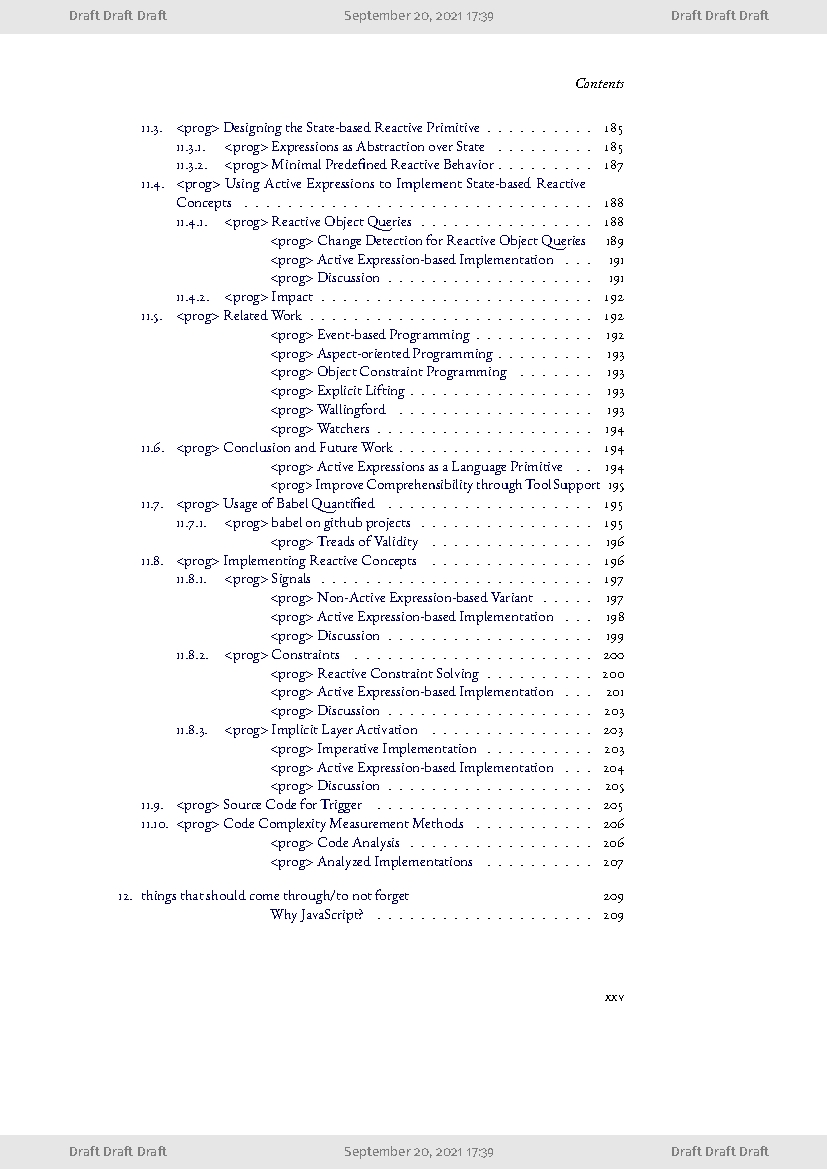 Draft Draft Draft September 20, 2021 17:39 Draft Draft Draft
Contents
11.3. <prog> Designing the State-based Reactive Primitive . . . . . . . . . . 185
11.3.1. <prog> Expressions as Abstraction over State . . . . . . . . . 185
11.3.2. <prog> Minimal Predefined Reactive Behavior . . . . . . . . . 187
11.4. <prog> Using Active Expressions to Implement State-based Reactive
Concepts . . . . . . . . . . . . . . . . . . . . . . . . . . . . . . . . 188
11.4.1. <prog> Reactive Object Queries . . . . . . . . . . . . . . . . 188
<prog> Change Detection for Reactive Object Queries 189
<prog> Active Expression-based Implementation . . . 191
<prog> Discussion . . . . . . . . . . . . . . . . . . . 191
11.4.2. <prog> Impact . . . . . . . . . . . . . . . . . . . . . . . . . 192
11.5. <prog> Related Work . . . . . . . . . . . . . . . . . . . . . . . . . . 192
<prog> Event-based Programming . . . . . . . . . . . 192
<prog> Aspect-oriented Programming . . . . . . . . . 193
<prog> Object Constraint Programming . . . . . . . 193
<prog> Explicit Lifting . . . . . . . . . . . . . . . . . 193
<prog> Wallingford . . . . . . . . . . . . . . . . . . 193
<prog> Watchers . . . . . . . . . . . . . . . . . . . . 194
11.6. <prog> Conclusion and Future Work . . . . . . . . . . . . . . . . . . 194
<prog> Active Expressions as a Language Primitive . . 194
<prog> Improve Comprehensibility through Tool Support 195
11.7. <prog> Usage of Babel Quantified . . . . . . . . . . . . . . . . . . . 195
11.7.1. <prog> babel on github projects . . . . . . . . . . . . . . . . 195
<prog> Treads of Validity . . . . . . . . . . . . . . . 196
11.8. <prog> Implementing Reactive Concepts . . . . . . . . . . . . . . . 196
11.8.1. <prog> Signals . . . . . . . . . . . . . . . . . . . . . . . . . 197
<prog> Non-Active Expression-based Variant . . . . . 197
<prog> Active Expression-based Implementation . . . 198
<prog> Discussion . . . . . . . . . . . . . . . . . . . 199
11.8.2. <prog> Constraints . . . . . . . . . . . . . . . . . . . . . . 200
<prog> Reactive Constraint Solving . . . . . . . . . . 200
<prog> Active Expression-based Implementation . . . 201
<prog> Discussion . . . . . . . . . . . . . . . . . . . 203
11.8.3. <prog> Implicit Layer Activation . . . . . . . . . . . . . . . 203
<prog> Imperative Implementation . . . . . . . . . . 203
<prog> Active Expression-based Implementation . . . 204
<prog> Discussion . . . . . . . . . . . . . . . . . . . 205
11.9. <prog> Source Code for Trigger . . . . . . . . . . . . . . . . . . . . 205
11.10. <prog> Code Complexity Measurement Methods . . . . . . . . . . . 206
<prog> Code Analysis . . . . . . . . . . . . . . . . . 206
<prog> Analyzed Implementations . . . . . . . . . . 207
12. things that should come through/to not forget 209
Why JavaScript? . . . . . . . . . . . . . . . . . . . . 209
xxv
Draft Draft Draft September 20, 2021 17:39 Draft Draft Draft